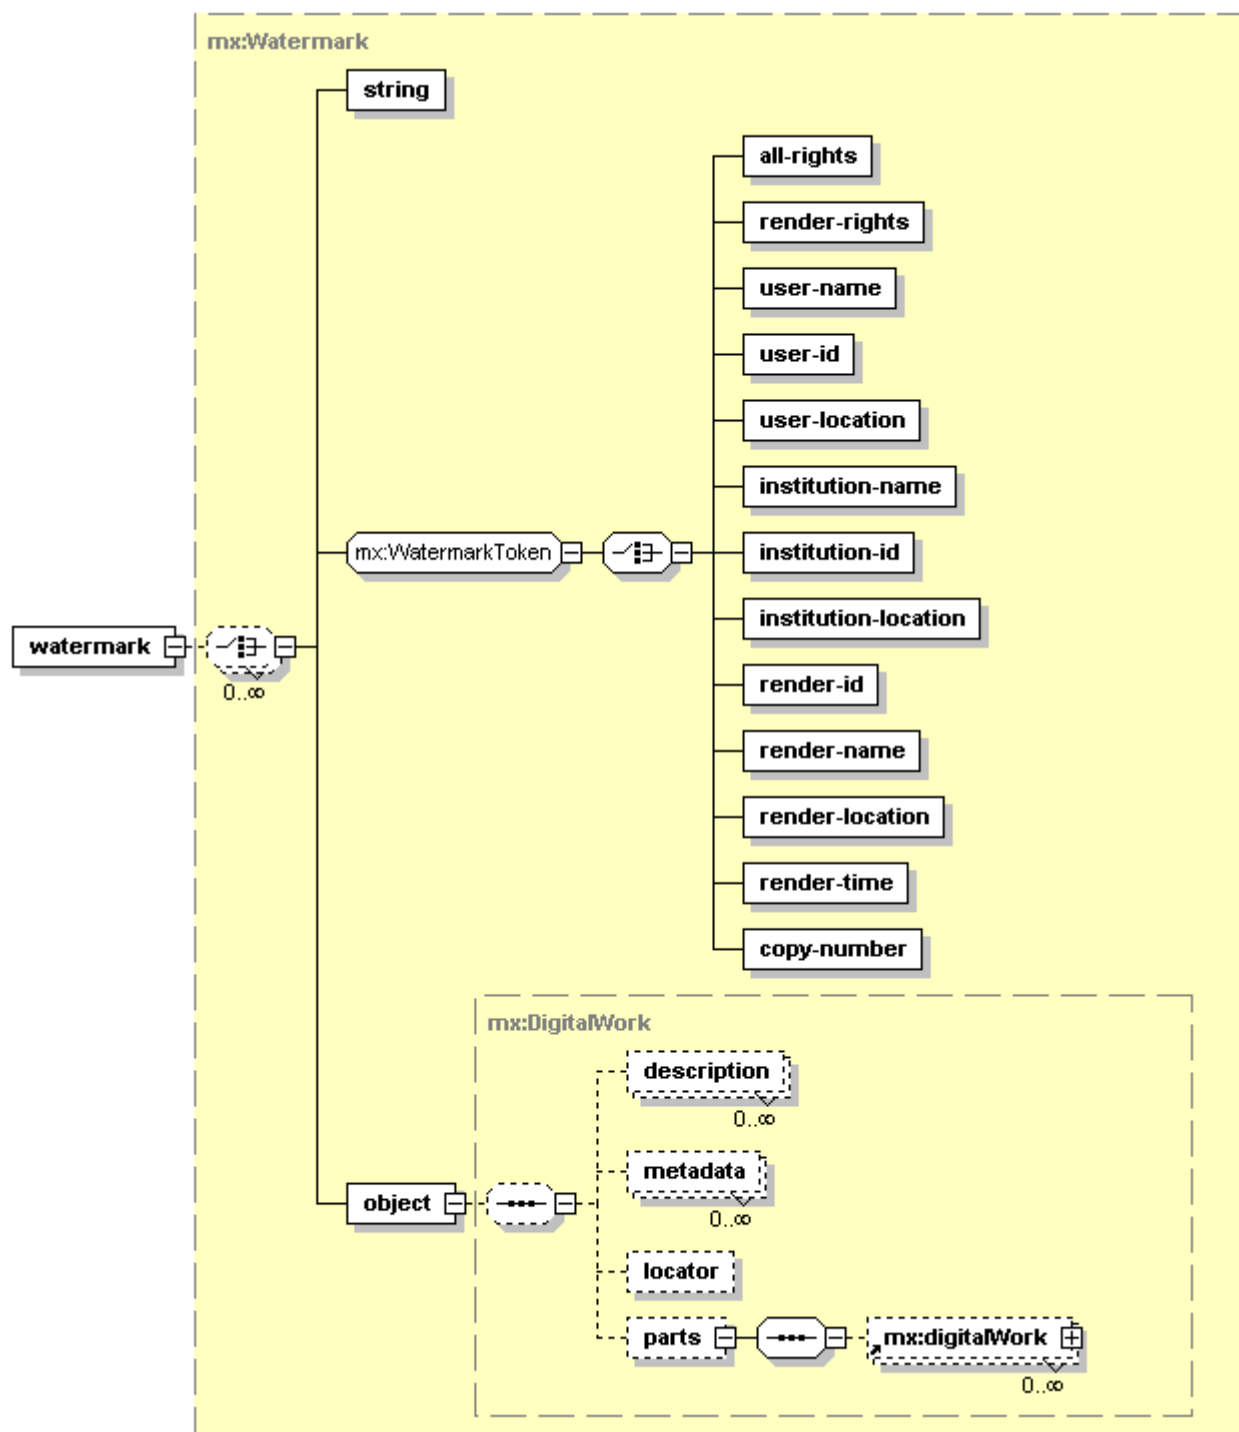 mx:Watermark
string
all-rights
render-rights
user-name
user-id
user-location
institution-name
mx:WatermarkToken
institution-id
institution-location
watermark
0..∞
render-id
render-name
render-location
render-time
copy-number
mx:DigitalWork
description
0..∞
metadata
0..∞
object
locator
parts
mx:digitalWork
0..∞